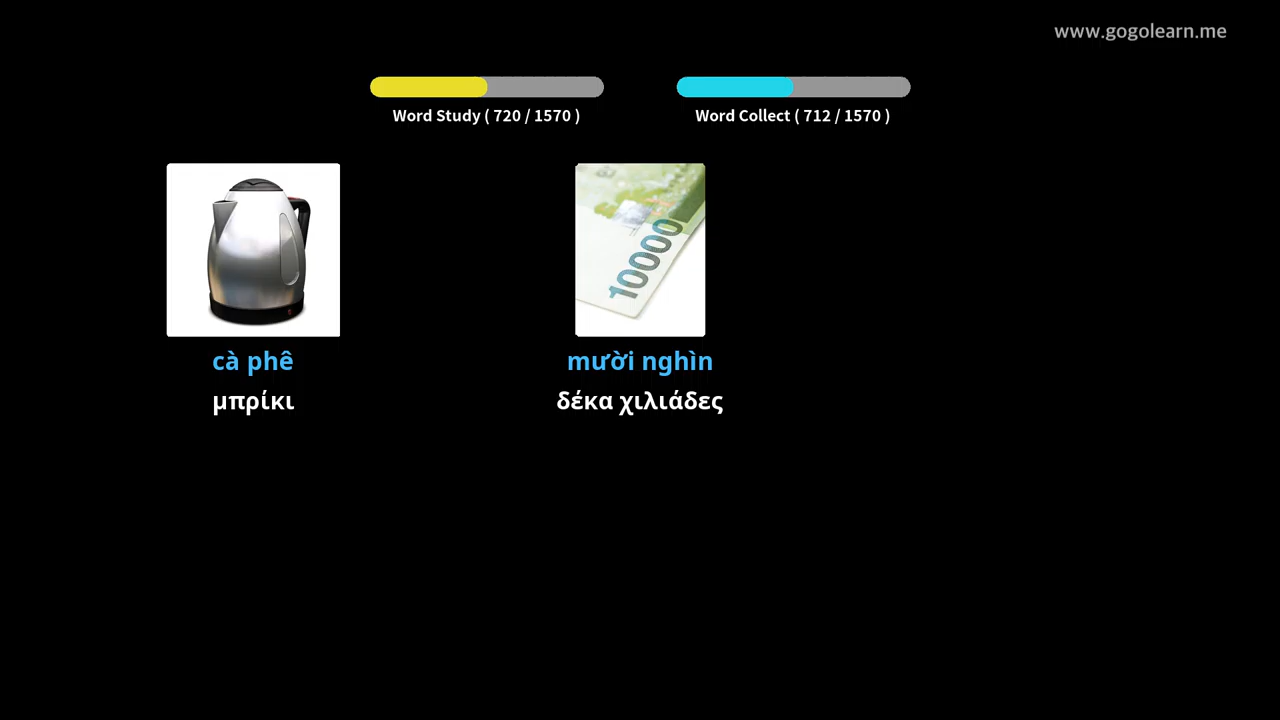 www.gogolearn.me
Word Study ( 720 / 1570 )
Word Collect ( 712 / 1570 )
10000
cà phê
mười nghìn
μπρίκι
δέκα χιλιάδες